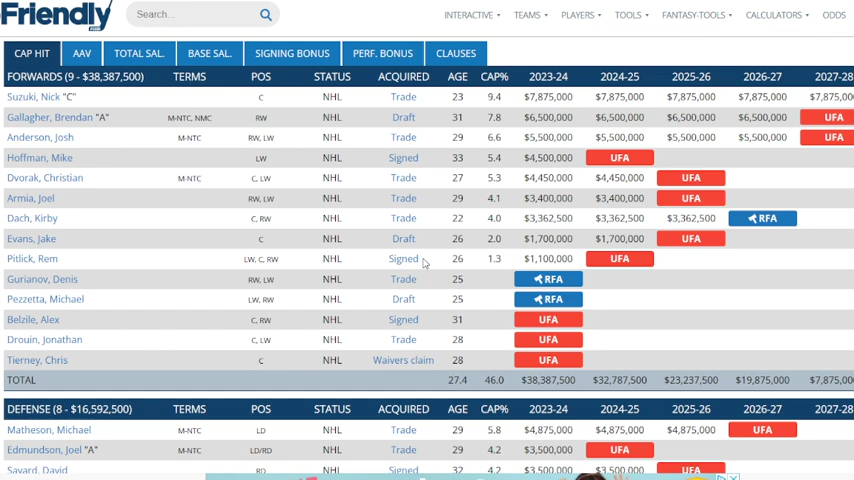 Friendly Search... INTERACTIVE TEAMS PLAYERS TOOLS FANTASY-TOOLS CALCULATORS ODDS
CAP HIT AAV TOTAL SAL. BASE SAL. SIGNING BONUS PERF. BONUS CLAUSES
FORWARDS (9 - $38,387,500) TERMS POS STATUS ACQUIRED AGE CAP% 2023-24 2024-25 2025-26 2026-27 2027-28
Suzuki, Nick "C" C NHL Trade 23 9.4 $7,875,000 $7,875,000 $7,875,000 $7,875,000 $7,875,00
Gallagher, Brendan "A" M-NTC, NMC RW NHL Draft 31 7.8 $6,500,000 $6,500,000 $6,500,000 $6,500,000 UFA
Anderson, Josh M-NTC RW, LW NHL Trade 29 6.6 $5,500,000 $5,500,000 $5,500,000 $5,500,000 UFA
Hoffman, Mike LW NHL Signed 33 5.4 $4,500,000 UFA
Dvorak, Christian M-NTC C, LW NHL Trade 27 5.3 $4,450,000 $4,450,000 UFA
Armia, Joel RW, LW NHL Trade 29 4.1 $3,400,000 $3,400,000 UFA
Dach, Kirby C, RW NHL Trade 22 4.0 $3,362,500 $3,362,500 $3,362,500 RFA
Evans, Jake C NHL Draft 26 2.0 $1,700,000 $1,700,000 UFA
Pitlick, Rem LW, C, RW NHL Signed 26 1.3 $1,100,000 UFA
Gurianov, Denis RW, LW NHL Trade 25 RFA
Pezzetta, Michael LW, RW NHL Draft 25 RFA
Belzile, Alex C, RW NHL Signed 31 UFA
Drouin, Jonathan C, LW NHL Trade 28 UFA
Tierney, Chris C NHL Waivers claim 28 UFA
TOTAL 27.4 46.0 $38,387,500 $32,787,500 $23,237,500 $19,875,000 $7,875,00
DEFENSE (8 - $16,592,500) TERMS POS STATUS ACQUIRED AGE CAP% 2023-24 2024-25 2025-26 2026-27 2027-28
Matheson, Michael M-NTC LD NHL Trade 29 5.8 $4,875,000 $4,875,000 $4,875,000 UFA
Edmundson, Joel "A" M-NTC LD/RD NHL Trade 29 4.2 $3,500,000 UFA
Savard, David RD NHL Signed 32 4.2 $3,500,000 $3,500,000 UFA